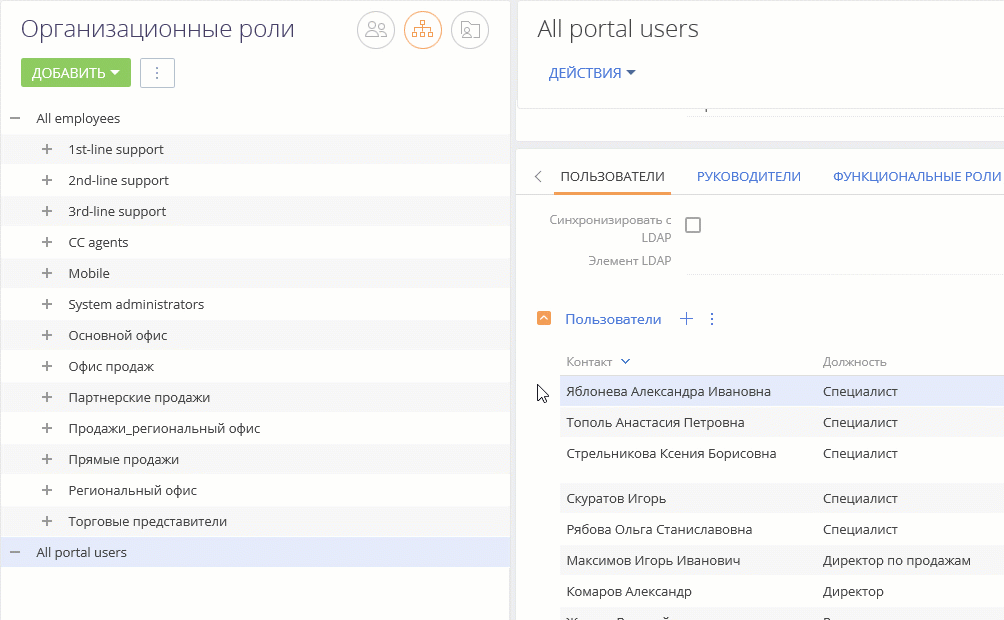 Организационные роли
ДОБАВИТЬ
All employees
1st-line support
2nd-line support
3rd-line support
CC agents
Mobile
System administrators
Основной офис
Офис продаж
Партнерские продажи
Продажи_региональный офис
Прямые продажи
Региональный офис
Торговые представители
All portal users
All portal users
ДЕЙСТВИЯ
ПОЛЬЗОВАТЕЛИ РУКОВОДИТЕЛИ ФУНКЦИОНАЛЬНЫЕ РОЛИ
Синхронизировать с
LDAP
Элемент LDAP
Пользователи
Контакт Должность
Яблонева Александра Ивановна Специалист
Тополь Анастасия Петровна Специалист
Стрельникова Ксения Борисовна Специалист
Скуратов Игорь Специалист
Рябова Ольга Станиславовна Специалист
Максимов Игорь Иванович Директор по продажам
Комаров Александр Директор